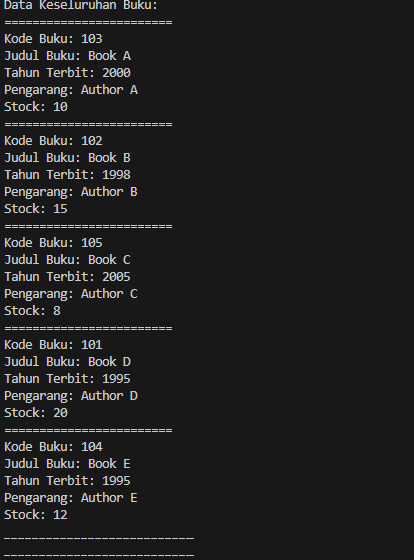 Data Keseluruhan Buku:
========================
Kode Buku: 103
Judul Buku: Book A
Tahun Terbit: 2000
Pengarang: Author A
Stock: 10
========================
Kode Buku: 102
Judul Buku: Book B
Tahun Terbit: 1998
Pengarang: Author B
Stock: 15
========================
Kode Buku: 105
Judul Buku: Book C
Tahun Terbit: 2005
Pengarang: Author C
Stock: 8
========================
Kode Buku: 101
Judul Buku: Book D
Tahun Terbit: 1995
Pengarang: Author D
Stock: 20
========================
Kode Buku: 104
Judul Buku: Book E
Tahun Terbit: 1995
Pengarang: Author E
Stock: 12
___________________________
___________________________